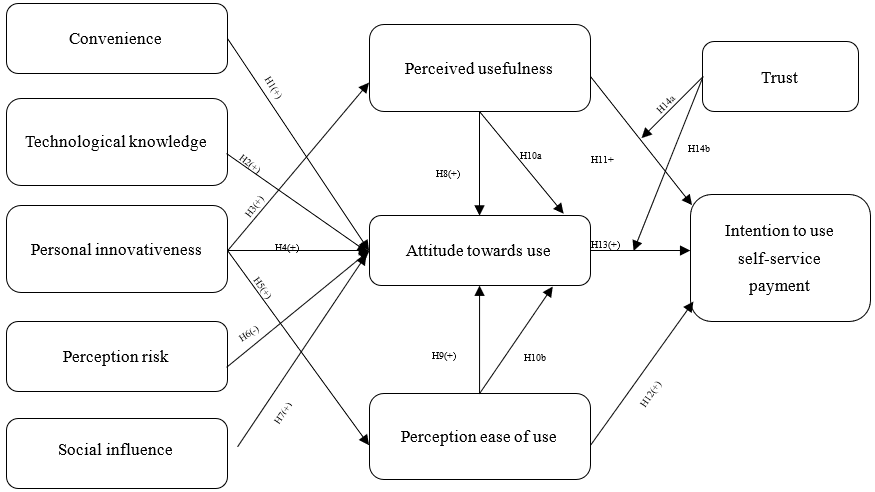 Convenience
Technological knowledge
Personal innovativeness
Perception risk
Social influence
H1(+)
H2(+)
H3(+)
H4(+)
H5(+)
H6(-)
H7(+)
Perceived usefulness
H8(+)
H10a
Attitude towards use
H9(+)
H10b
Perception ease of use
H11+
H13(+)
H12(+)
H14a
H14b
Trust
Intention to use
self-service
payment